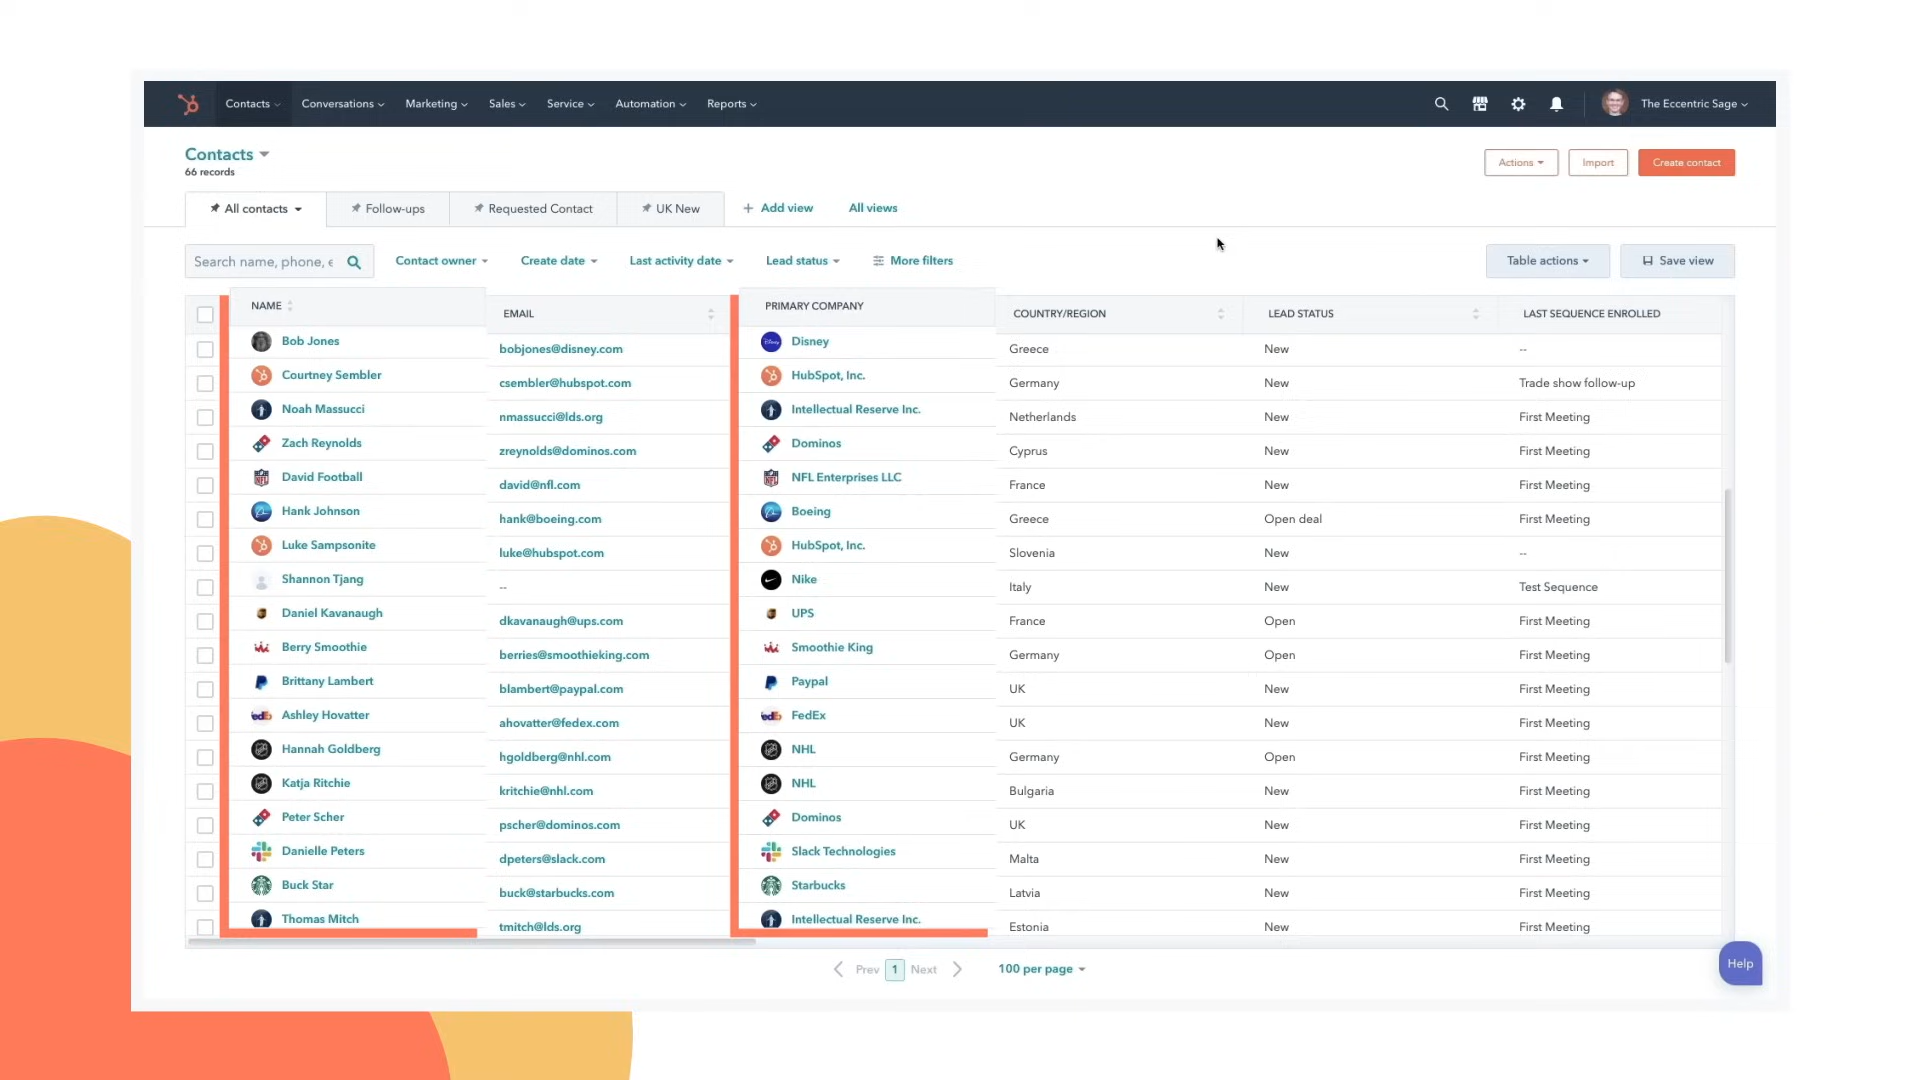 Contacts Conversations Marketing Sales Service Automation Reports The Eccentric Sage
Contacts
66 records
Actions Import Create contact
All contacts Follow-ups Requested Contact UK New + Add view All views
Search name, phone, e Contact owner Create date Last activity date Lead status More filters Table actions Save view
NAME EMAIL PRIMARY COMPANY COUNTRY/REGION LEAD STATUS LAST SEQUENCE ENROLLED
Bob Jones bobjones@disney.com Disney Greece New --
Courtney Sembler csembler@hubspot.com HubSpot, Inc. Germany New Trade show follow-up
Noah Massucci nmassucci@lds.org Intellectual Reserve Inc. Netherlands New First Meeting
Zach Reynolds zreynolds@dominos.com Dominos Cyprus New First Meeting
David Football david@nfl.com NFL Enterprises LLC France New First Meeting
Hank Johnson hank@boeing.com Boeing Greece Open deal First Meeting
Luke Sampsonite luke@hubspot.com HubSpot, Inc. Slovenia New --
Shannon Tjang -- Nike Italy New Test Sequence
Daniel Kavanaugh dkavanaugh@ups.com UPS France Open First Meeting
Berry Smoothie berries@smoothieking.com Smoothie King Germany Open First Meeting
Brittany Lambert blambert@paypal.com Paypal UK New First Meeting
Ashley Hovatter ahovatter@fedex.com FedEx UK New First Meeting
Hannah Goldberg hgoldberg@nhl.com NHL Germany Open First Meeting
Katja Ritchie kritchie@nhl.com NHL Bulgaria New First Meeting
Peter Scher pscher@dominos.com Dominos UK New First Meeting
Danielle Peters dpeters@slack.com Slack Technologies Malta New First Meeting
Buck Star buck@starbucks.com Starbucks Latvia New First Meeting
Thomas Mitch tmitch@lds.org Intellectual Reserve Inc. Estonia New First Meeting
Prev 1 Next 100 per page
Help